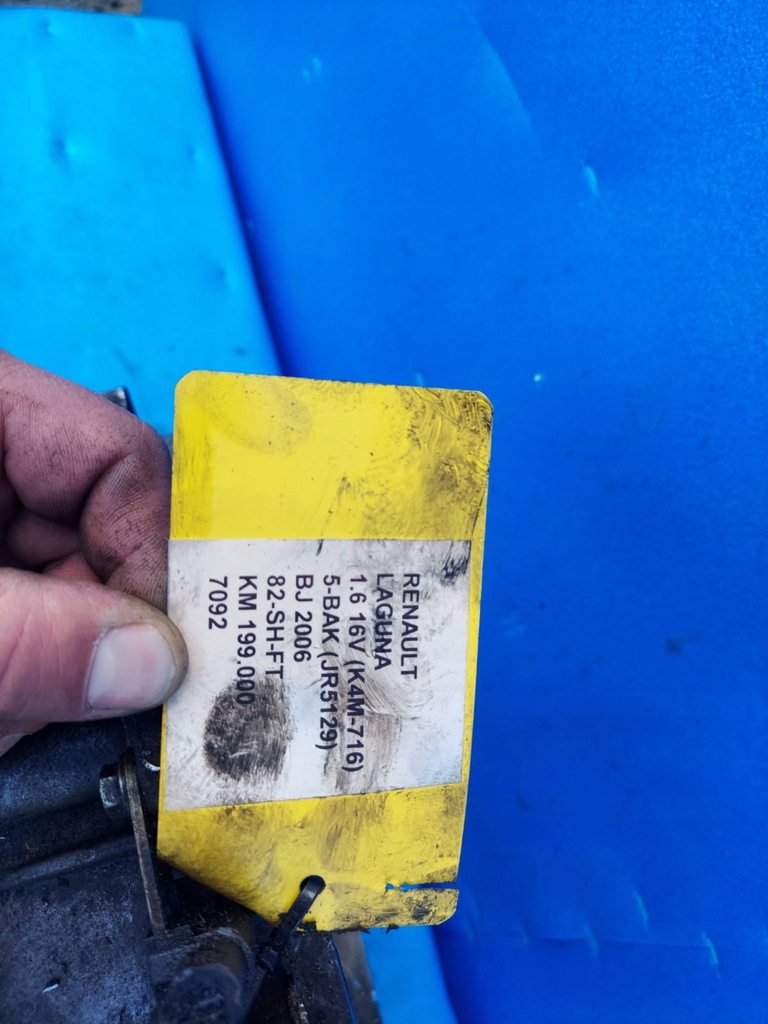 RENAULT
LAGUNA
1.6 16V (K4M-716)
5-BAK (JR5129)
BJ 2006
82-SH-FT
KM 199.000
7092